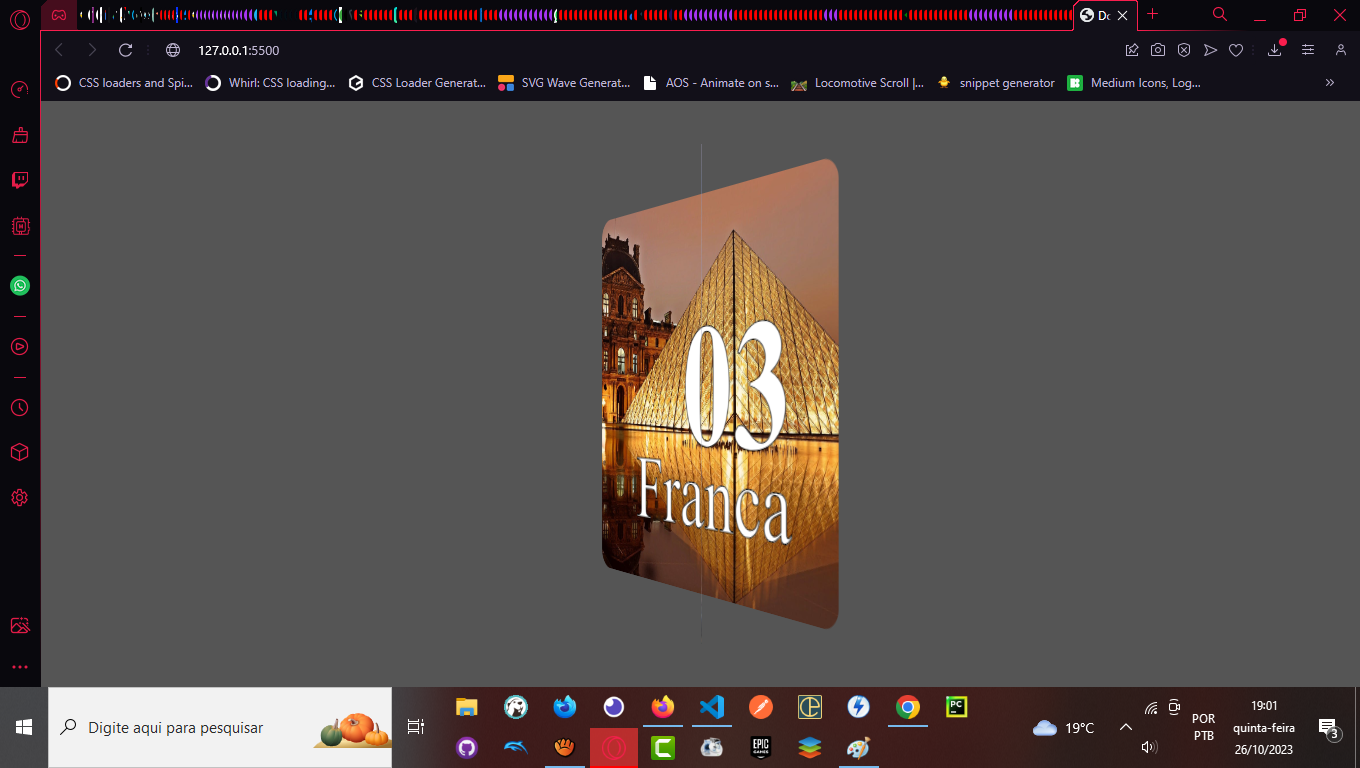 Do
127.0.0.1:5500
CSS loaders and Spi...
Whirl: CSS loading...
CSS Loader Generat...
SVG Wave Generat...
AOS - Animate on s...
Locomotive Scroll |...
snippet generator
Medium Icons, Log...
03
Franca
Digite aqui para pesquisar
PC
EPIC
GAMES
19°C
POR
PTB
19:01
quinta-feira
26/10/2023
3